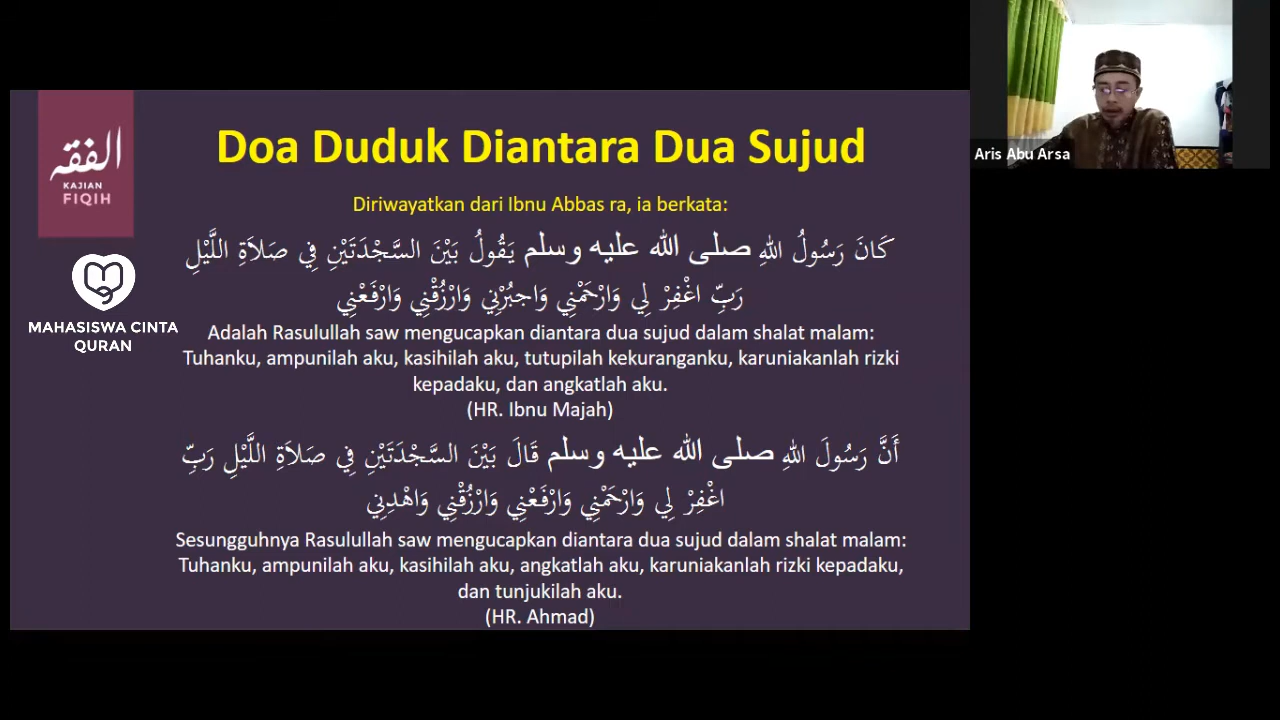 الفقه
KAJIAN
FIQIH
MAHASISWA CINTA
QURAN
Doa Duduk Diantara Dua Sujud
Diriwayatkan dari Ibnu Abbas ra, ia berkata:
كَانَ رَسُولُ اللهِ صلى الله عليه وسلم يَقُولُ بَيْنَ السَّجْدَتَيْنِ فِي صَلاَةِ اللَّيْلِ
رَبِّ اغْفِرْ لِي وَارْحَمْنِي وَاجبُرْنِي وَارْزُقْنِي وَارْفَعْنِي
Adalah Rasulullah saw mengucapkan diantara dua sujud dalam shalat malam:
Tuhanku, ampunilah aku, kasihilah aku, tutupilah kekuranganku, karuniakanlah rizki
kepadaku, dan angkatlah aku.
(HR. Ibnu Majah)
أَنَّ رَسُولَ اللهِ صلى الله عليه وسلم قَالَ بَيْنَ السَّجْدَتَيْنِ فِي صَلاَةِ اللَّيْلِ رَبِّ
اغْفِرْ لِي وَارْحَمْنِي وَارْفَعْنِي وَارْزُقْنِي وَاهْدِنِي
Sesungguhnya Rasulullah saw mengucapkan diantara dua sujud dalam shalat malam:
Tuhanku, ampunilah aku, kasihilah aku, angkatlah aku, karuniakanlah rizki kepadaku,
dan tunjukilah aku.
(HR. Ahmad)
Aris Abu Arsa